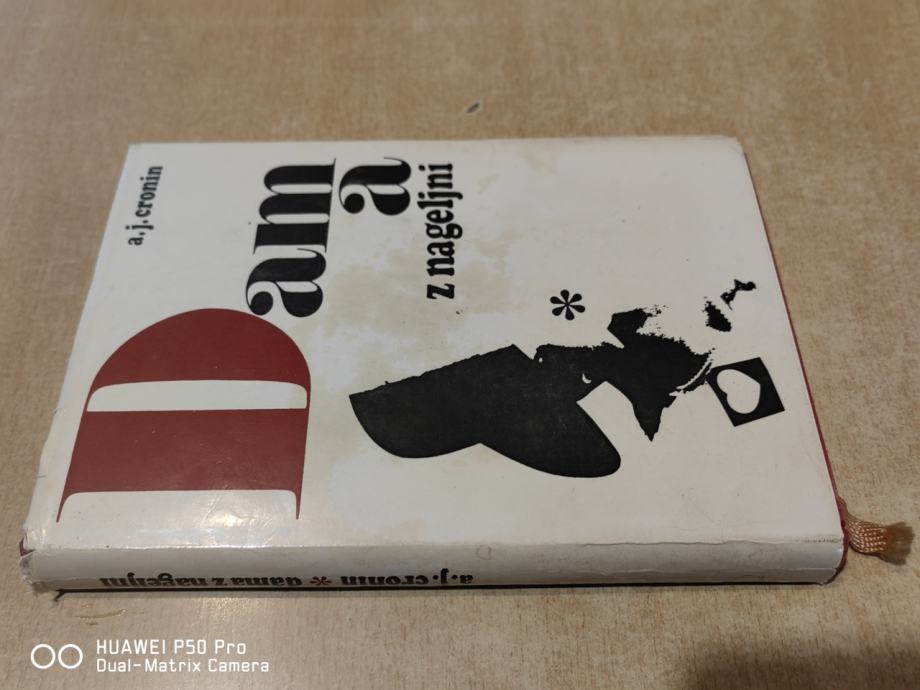 a.j.cronin
Dama
z nageljni
*
a.j. cronin * dama z nageljni
HUAWEI P50 Pro
Dual-Matrix Camera